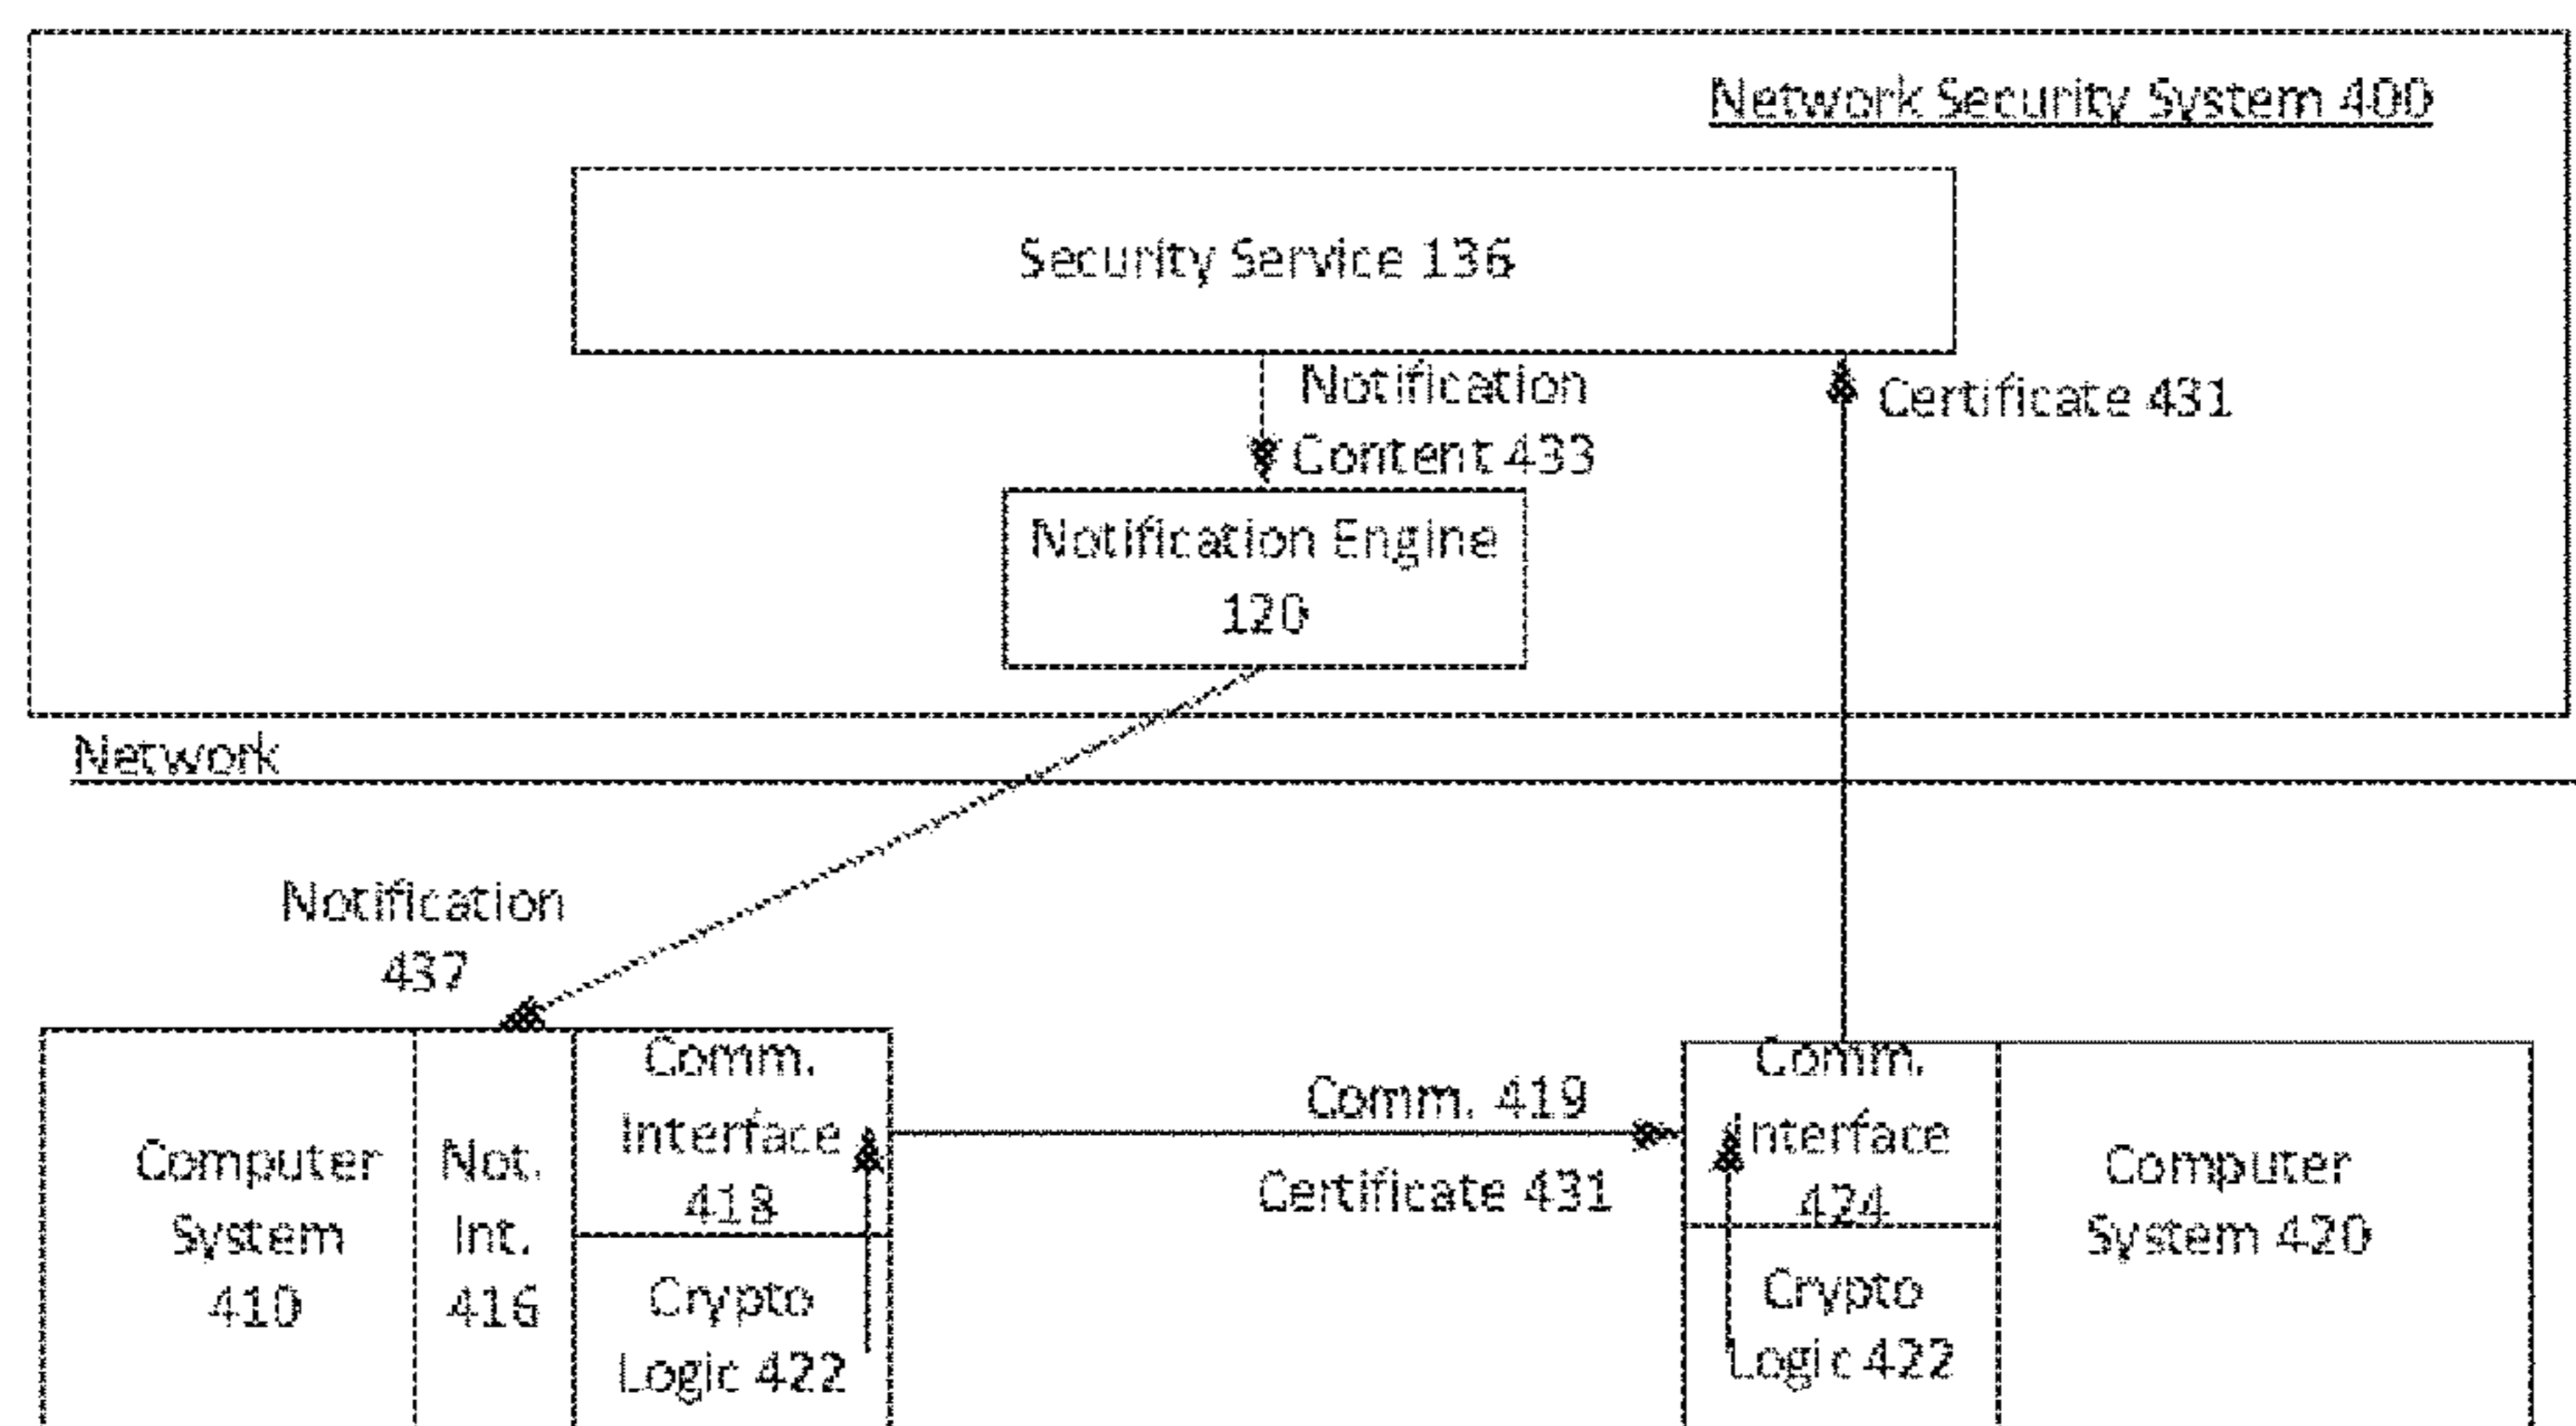 Network Security System 400
Security Service 136
Notification
Content 433
Certificate 431
Notification Engine
120
Network
Notification
437
Computer
System
410
Not.
Int.
416
Comm.
Interface
418
Crypto
Logic 422
Comm. 419
Certificate 431
Comm.
Interface
424
Crypto
Logic 422
Computer
System 420